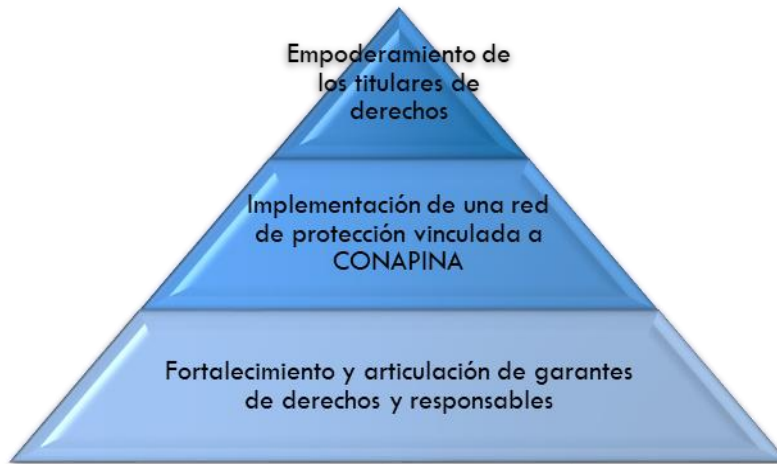 Empoderamiento de
los titulares de
derechos
Implementación de una red
de protección vinculada a
CONAPINA
Fortalecimiento y articulación de garantes
de derechos y responsables